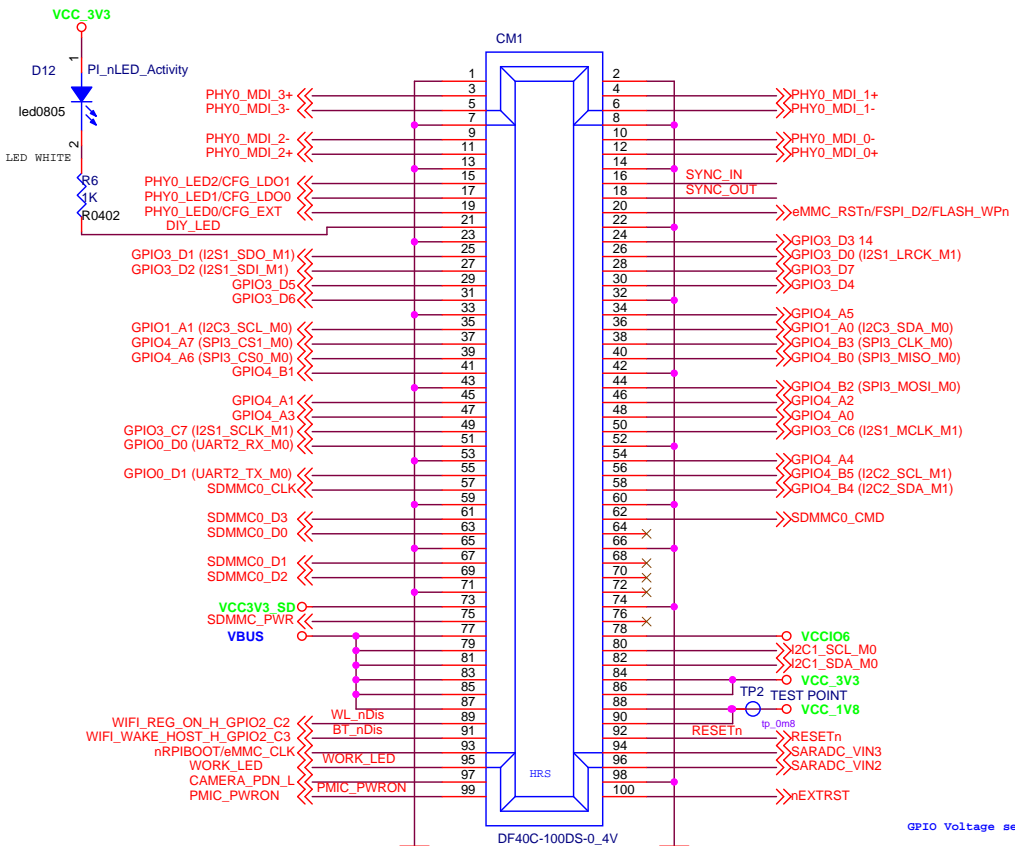 VCC_3V3
CM1
1
D12
PI_nLED_Activity
led0805
2
LED WHITE
R6
1K
R0402
DIY_LED
1 2
PHY0_MDI_3+ 3 4 PHY0_MDI_1+
PHY0_MDI_3- 5 6 PHY0_MDI_1-
7 8
PHY0_MDI_2- 9 10 PHY0_MDI_0-
PHY0_MDI_2+ 11 12 PHY0_MDI_0+
13 14
PHY0_LED2/CFG_LDO1 15 16 SYNC_IN
PHY0_LED1/CFG_LDO0 17 18 SYNC_OUT
PHY0_LED0/CFG_EXT 19 20 eMMC_RSTn/FSPI_D2/FLASH_WPn
21 22
23 24 GPIO3_D3 14
GPIO3_D1 (I2S1_SDO_M1) 25 26 GPIO3_D0 (I2S1_LRCK_M1)
GPIO3_D2 (I2S1_SDI_M1) 27 28 GPIO3_D7
GPIO3_D5 29 30 GPIO3_D4
GPIO3_D6 31 32
33 34 GPIO4_A5
GPIO1_A1 (I2C3_SCL_M0) 35 36 GPIO1_A0 (I2C3_SDA_M0)
GPIO4_A7 (SPI3_CS1_M0) 37 38 GPIO4_B3 (SPI3_CLK_M0)
GPIO4_A6 (SPI3_CS0_M0) 39 40 GPIO4_B0 (SPI3_MISO_M0)
GPIO4_B1 41 42
43 44 GPIO4_B2 (SPI3_MOSI_M0)
GPIO4_A1 45 46 GPIO4_A2
GPIO4_A3 47 48 GPIO4_A0
GPIO3_C7 (I2S1_SCLK_M1) 49 50 GPIO3_C6 (I2S1_MCLK_M1)
GPIO0_D0 (UART2_RX_M0) 51 52
53 54 GPIO4_A4
GPIO0_D1 (UART2_TX_M0) 55 56 GPIO4_B5 (I2C2_SCL_M1)
SDMMC0_CLK 57 58 GPIO4_B4 (I2C2_SDA_M1)
59 60
SDMMC0_D3 61 62 SDMMC0_CMD
SDMMC0_D0 63 64
65 66
SDMMC0_D1 67 68
SDMMC0_D2 69 70
71 72
VCC3V3_SD 73 74
SDMMC_PWR 75 76
VBUS 77 78 VCCIO6
79 80 I2C1_SCL_M0
81 82 I2C1_SDA_M0
83 84 VCC_3V3
85 86 TP2 TEST POINT
87 88 VCC_1V8
WIFI_REG_ON_H_GPIO2_C2 WL_nDis 89 90 tp_0m8
WIFI_WAKE_HOST_H_GPIO2_C3 BT_nDis 91 92 RESETn RESETn
nRPIBOOT/eMMC_CLK 93 94 SARADC_VIN3
WORK_LED WORK_LED 95 96 SARADC_VIN2
CAMERA_PDN_L 97 98
PMIC_PWRON PMIC_PWRON 99 100 nEXTRST
HRS
DF40C-100DS-0_4V
GPIO Voltage se